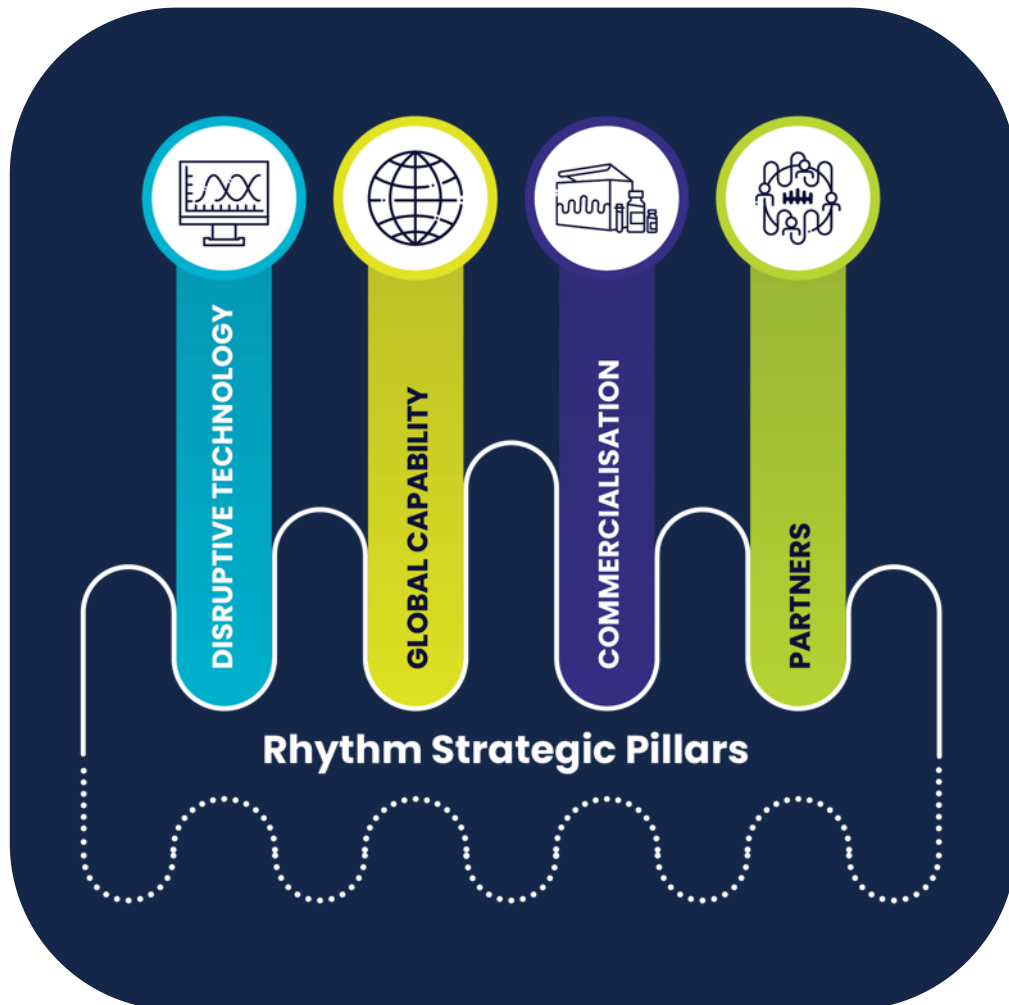 DISRUPTIVE TECHNOLOGY
GLOBAL CAPABILITY
COMMERCIALISATION
PARTNERS
Rhythm Strategic Pillars